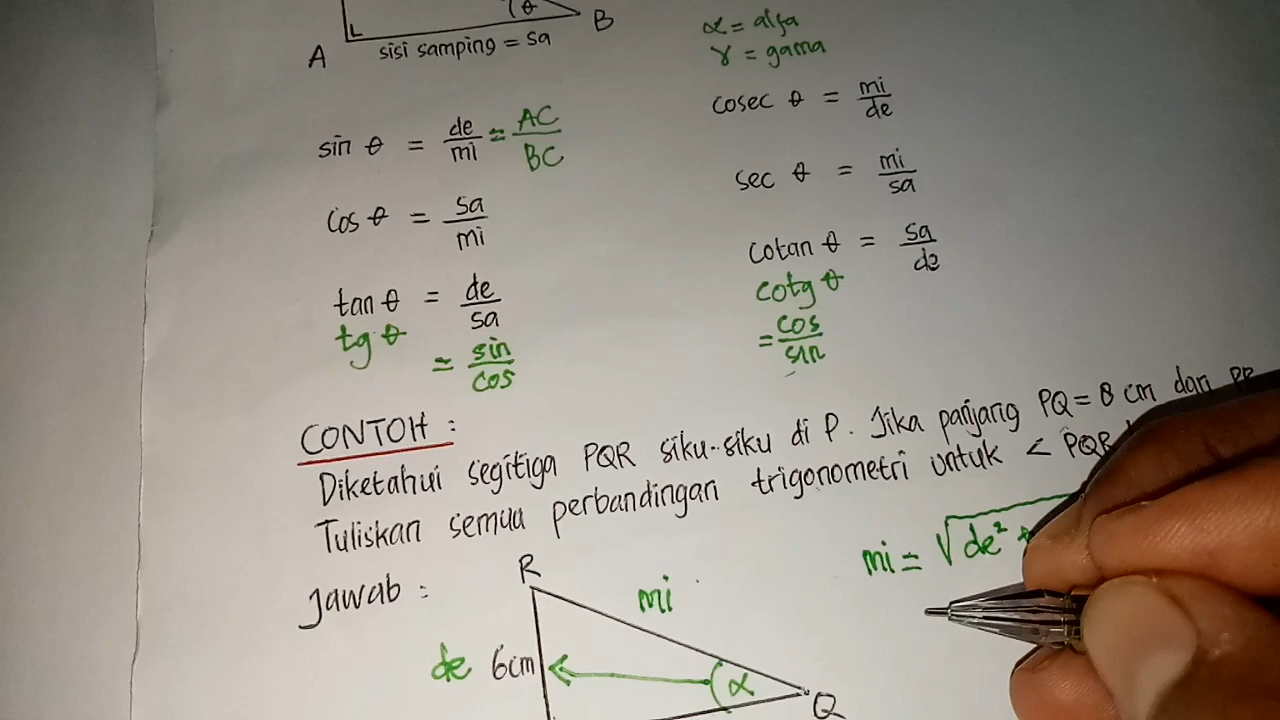 θ B
A sisi samping = sa
α = alfa
γ = gama
sin θ = de/mi = AC/BC
cosec θ = mi/de
cos θ = sa/mi
sec θ = mi/sa
tan θ = de/sa
tg θ = sin/cos
cotan θ = sa/de
cotg θ
= cos/sin
CONTOH :
Diketahui segitiga PQR siku-siku di P. Jika panjang PQ = 8 cm dan
Tuliskan semua perbandingan trigonometri untuk < PQR
Jawab :
mi = √de²
R
mi
de 6cm α
Q